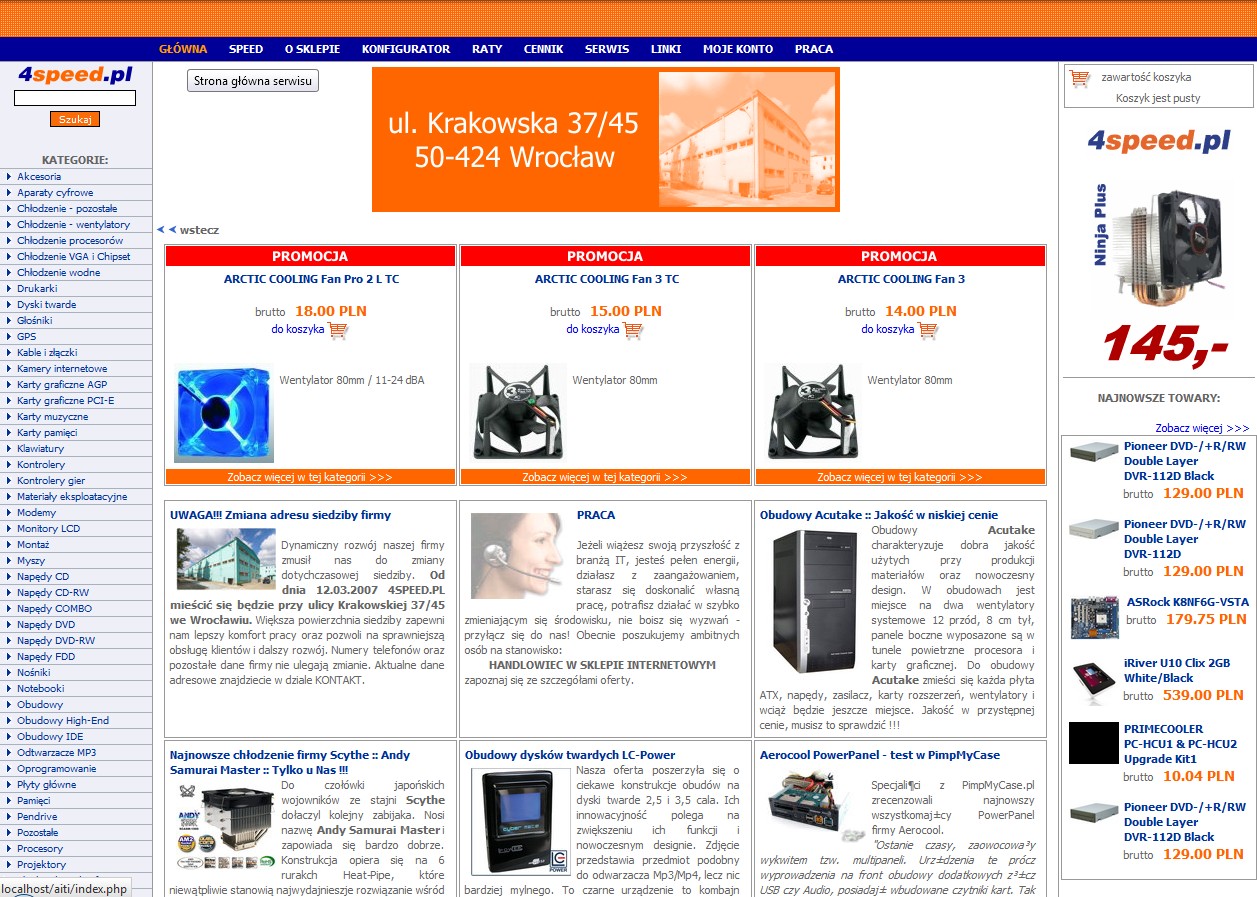 GŁÓWNA SPEED O SKLEPIE KONFIGURATOR RATY CENNIK SERWIS LINKI MOJE KONTO PRACA
4speed.pl
Szukaj
KATEGORIE:
Akcesoria
Aparaty cyfrowe
Chłodzenie - pozostałe
Chłodzenie - wentylatory
Chłodzenie procesorów
Chłodzenie VGA i Chipset
Chłodzenie wodne
Drukarki
Dyski twarde
Głośniki
GPS
Kable i złączki
Kamery internetowe
Karty graficzne AGP
Karty graficzne PCI-E
Karty muzyczne
Karty pamięci
Klawiatury
Kontrolery
Kontrolery gier
Materiały eksploatacyjne
Modemy
Monitory LCD
Montaż
Myszy
Napędy CD
Napędy CD-RW
Napędy COMBO
Napędy DVD
Napędy DVD-RW
Napędy FDD
Nośniki
Notebooki
Obudowy
Obudowy High-End
Obudowy IDE
Odtwarzacze MP3
Oprogramowanie
Płyty główne
Pamięci
Pendrive
Pozostałe
Procesory
Projektory
localhost/aiti/index.php
Strona główna serwisu
ul. Krakowska 37/45
50-424 Wrocław
wstecz
PROMOCJA
ARCTIC COOLING Fan Pro 2 L TC
brutto 18.00 PLN
do koszyka
Wentylator 80mm / 11-24 dBA
Zobacz więcej w tej kategorii >>>
PROMOCJA
ARCTIC COOLING Fan 3 TC
brutto 15.00 PLN
do koszyka
Wentylator 80mm
Zobacz więcej w tej kategorii >>>
PROMOCJA
ARCTIC COOLING Fan 3
brutto 14.00 PLN
do koszyka
Wentylator 80mm
Zobacz więcej w tej kategorii >>>
UWAGA!!! Zmiana adresu siedziby firmy
Dynamiczny rozwój naszej firmy
zmusił nas do zmiany
dotychczasowej siedziby. Od
dnia 12.03.2007 4SPEED.PL
mieścić się będzie przy ulicy Krakowskiej 37/45
we Wrocławiu. Większa powierzchnia siedziby zapewni
nam lepszy komfort pracy oraz pozwoli na sprawniejszą
obsługę klientów i dalszy rozwój. Numery telefonów oraz
pozostałe dane firmy nie ulegają zmianie. Aktualne dane
adresowe znajdziecie w dziale KONTAKT.
PRACA
Jeżeli wiążesz swoją przyszłość z
branżą IT, jesteś pełen energii,
działasz z zaangażowaniem,
starasz się doskonalić własną
pracę, potrafisz działać w szybko
zmieniającym się środowisku, nie boisz się wyzwań -
przyłącz się do nas! Obecnie poszukujemy ambitnych
osób na stanowisko:
HANDLOWIEC W SKLEPIE INTERNETOWYM
zapoznaj się ze szczegółami oferty.
Obudowy Acutake :: Jakość w niskiej cenie
Obudowy Acutake
charakteryzuje dobra jakość
użytych przy produkcji
materiałów oraz nowoczesny
design. W obudowach jest
miejsce na dwa wentylatory
systemowe 12 przód, 8 cm tył,
panele boczne wyposażone są w
tunele powietrzne procesora i
karty graficznej. Do obudowy
Acutake zmieści się każda płyta
ATX, napędy, zasilacz, karty rozszerzeń, wentylatory i
wciąż będzie jeszcze miejsce. Jakość w przystępnej
cenie, musisz to sprawdzić !!!
Najnowsze chłodzenie firmy Scythe :: Andy
Samurai Master :: Tylko u Nas !!!
Do czołówki japońskich
wojowników ze stajni Scythe
dołaczył kolejny zabijaka. Nosi
nazwę Andy Samurai Master i
zapowiada się bardzo dobrze.
Konstrukcja opiera się na 6
rurakch Heat-Pipe, które
niewątpliwie stanowią najwydajnieszje rozwiązanie wśród
Obudowy dysków twardych LC-Power
Nasza oferta poszerzyła się o
ciekawe konstrukcje obudów na
dyski twarde 2,5 i 3,5 cala. Ich
innowacyjność polega na
zwiększeniu ich funkcji i
nowoczesnym designie. Zdjęcie
przedstawia przedmiot podobny
do odwarzacza Mp3/Mp4, lecz nic
bardziej mylnego. To czarne urządzenie to kombajn
Aerocool PowerPanel - test w PimpMyCase
Specjali¶ci z PimpMyCase.pl
zrecenzowali najnowszy
wszystkomaj±cy PowerPanel
firmy Aerocool.
"Ostanie czasy, zaowocowa³y
wykwitem tzw. multipaneli. Urz±dzenia te prócz
wyprowadzenia na front obudowy dodatkowych z³±cz
USB czy Audio, posiadaj± wbudowane czytniki kart. Tak
zawartość koszyka
Koszyk jest pusty
4speed.pl
Ninja Plus
145,-
NAJNOWSZE TOWARY:
Zobacz więcej >>>
Pioneer DVD-/+R/RW
Double Layer
DVR-112D Black
brutto 129.00 PLN
Pioneer DVD-/+R/RW
Double Layer
DVR-112D
brutto 129.00 PLN
ASRock K8NF6G-VSTA
brutto 179.75 PLN
iRiver U10 Clix 2GB
White/Black
brutto 539.00 PLN
PRIMECOOLER
PC-HCU1 & PC-HCU2
Upgrade Kit1
brutto 10.04 PLN
Pioneer DVD-/+R/RW
Double Layer
DVR-112D Black
brutto 129.00 PLN